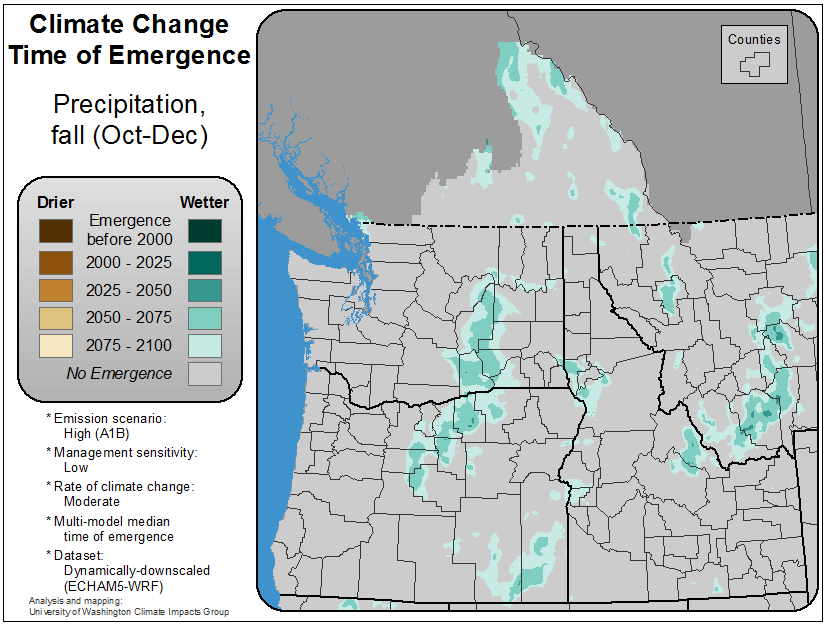 Climate Change
Time of Emergence
Precipitation,
fall (Oct-Dec)
Drier Wetter
Emergence
before 2000
2000 - 2025
2025 - 2050
2050 - 2075
2075 - 2100
No Emergence
* Emission scenario:
High (A1B)
* Management sensitivity:
Low
* Rate of climate change:
Moderate
* Multi-model median
time of emergence
* Dataset:
Dynamically-downscaled
(ECHAM5-WRF)
Analysis and mapping:
University of Washington Climate Impacts Group
Counties